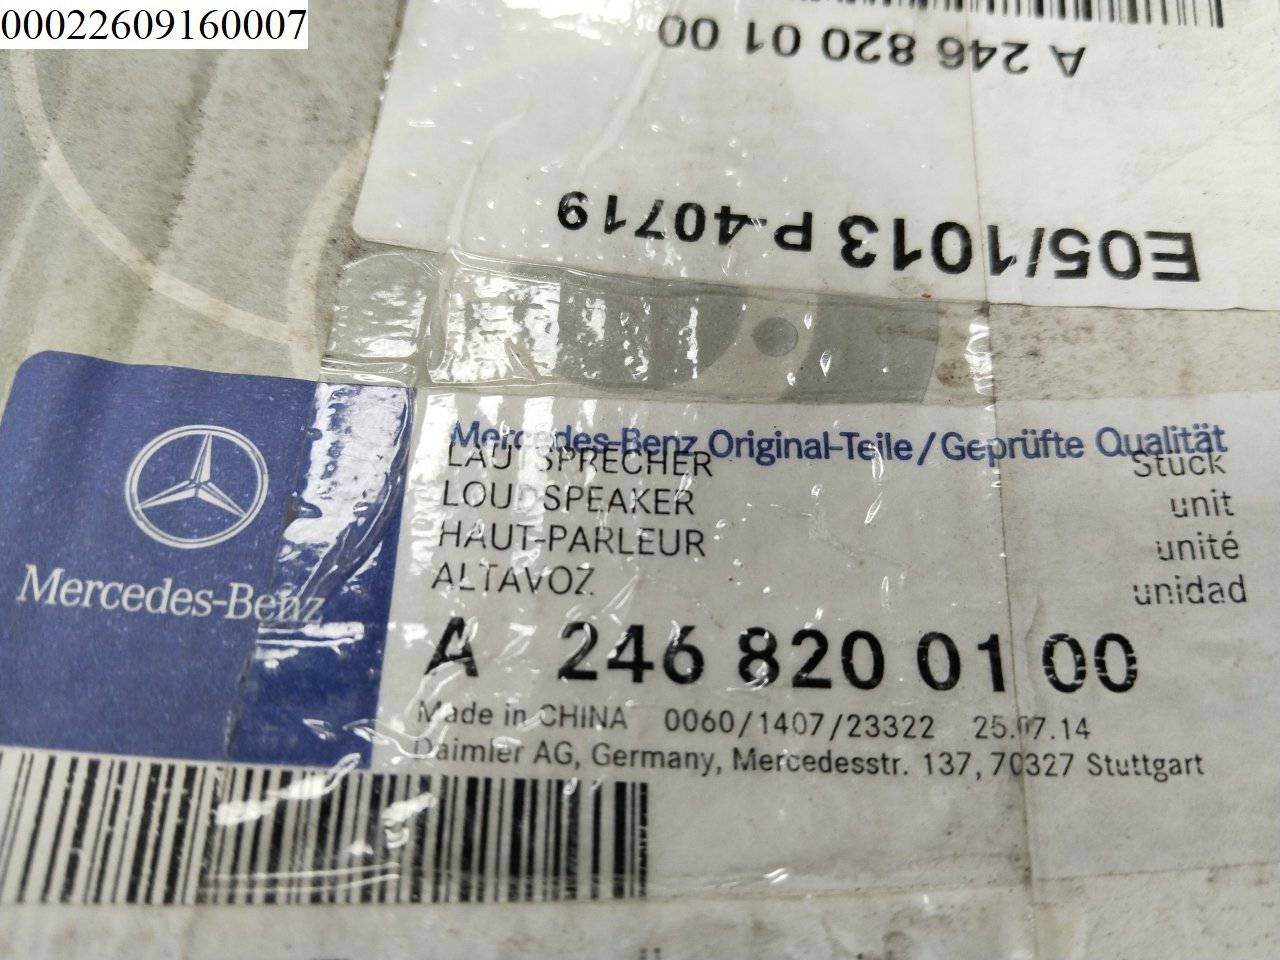 00022609160007
A 246 820 01 00
E05/1013 P-40719
Mercedes-Benz Original-Teile / Geprüfte Qualität
LAUTSPRECHER Stück
LOUDSPEAKER unit
HAUT-PARLEUR unité
ALTAVOZ. unidad
Mercedes-Benz
A 246 820 01 00
Made in CHINA 0060/1407/23322 25.07.14
Daimler AG, Germany, Mercedesstr. 137, 70327 Stuttgart